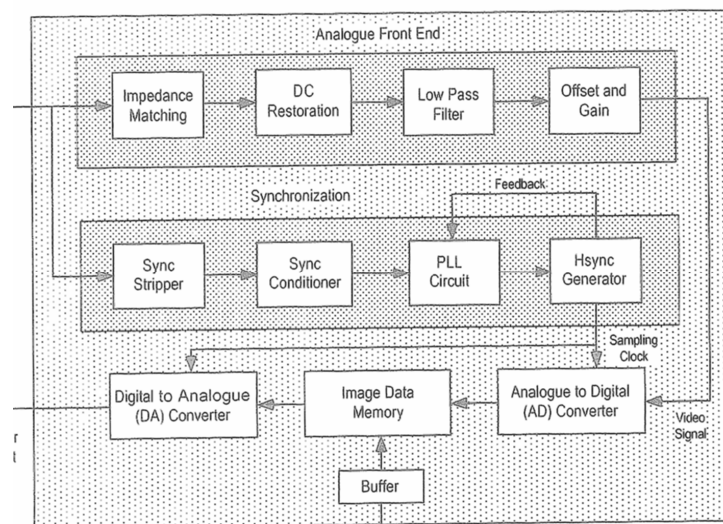 Analogue Front End
Impedance
Matching
DC
Restoration
Low Pass
Filter
Offset and
Gain
Feedback
Synchronization
Sync
Stripper
Sync
Conditioner
PLL
Circuit
Hsync
Generator
Sampling
Clock
Digital to Analogue
(DA) Converter
Image Data
Memory
Analogue to Digital
(AD) Converter
Video
Signal
r
t
Buffer